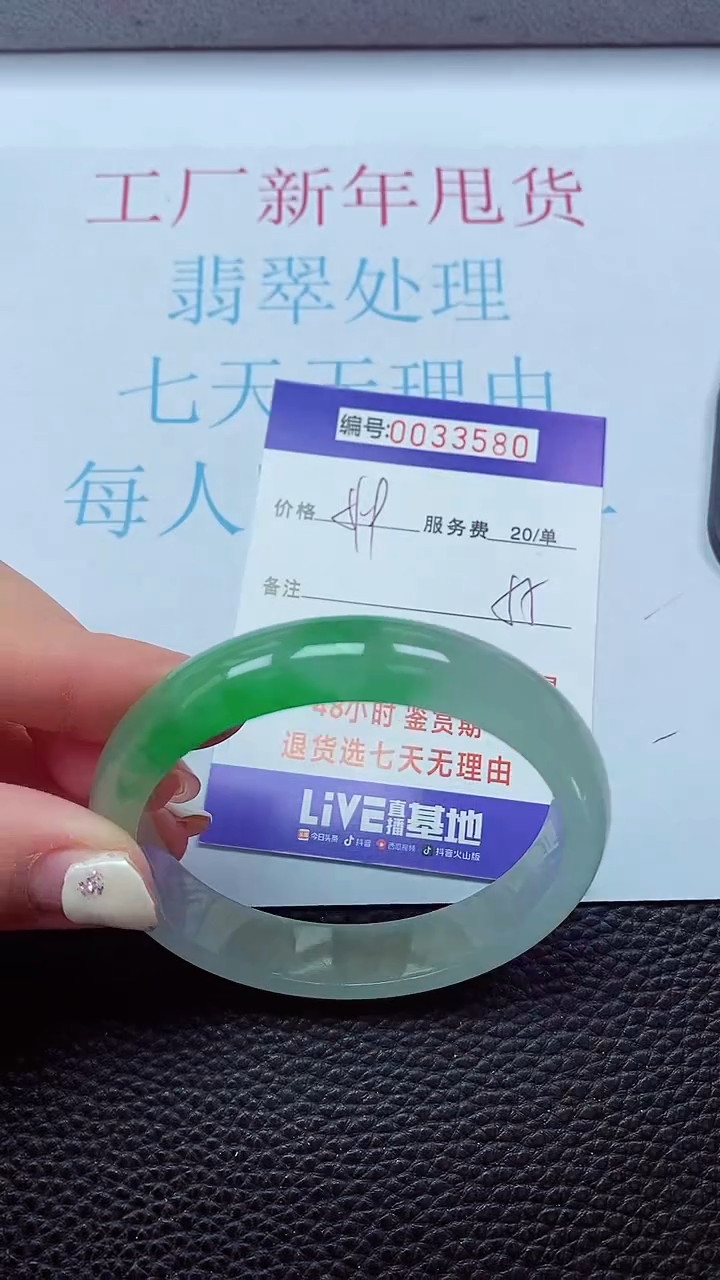 工厂新年甩货
翡翠处理
七天无理由
每人
编号:0033580
价格
服务费 20/单
备注
48小时 鉴赏期
退货选七天无理由
LiVE直播基地
今日头条 抖音 西瓜视频 抖音火山版